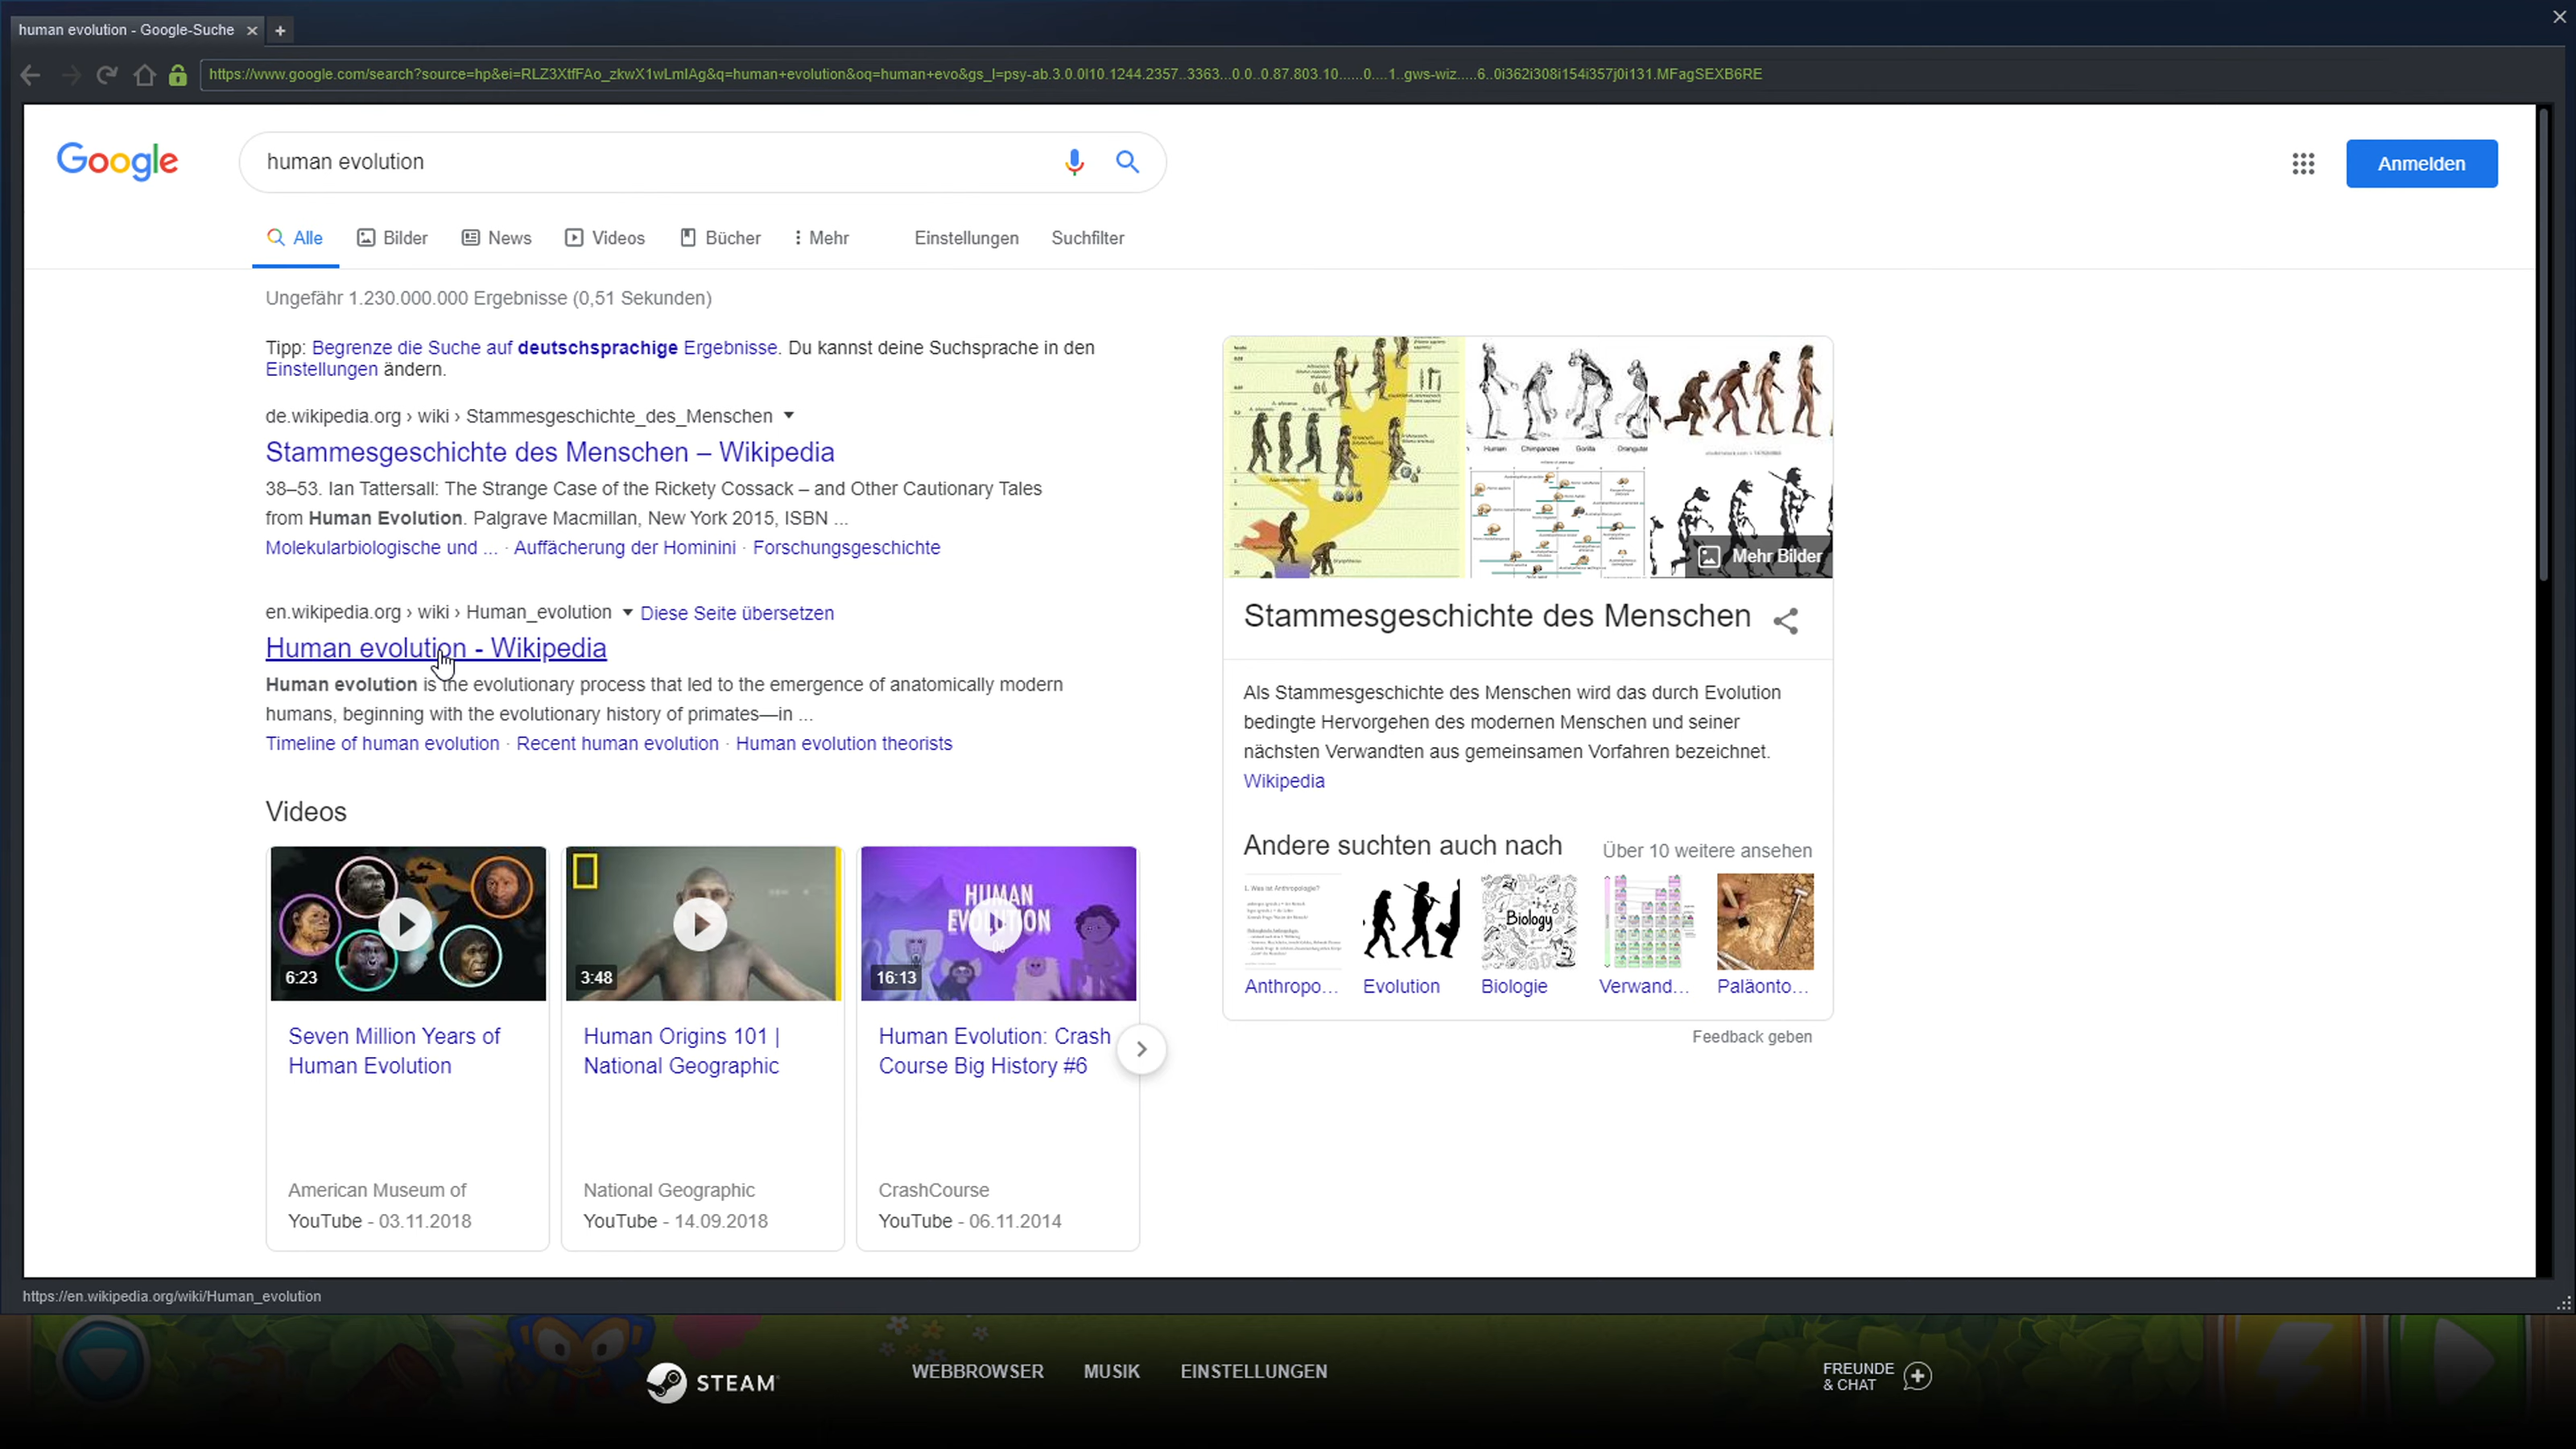 human evolution - Google-Suche
https://www.google.com/search?source=hp&ei=RLZ3XtfFAo_zkwX1wLmIAg&q=human+evolution&oq=human+evo&gs_l=psy-ab.3.0.0l10.1244.2357..3363...0.0..0.87.803.10......0....1..gws-wiz.....6..0i362i308i154i357j0i131.MFagSEXB6RE
Google
human evolution
Anmelden
Alle Bilder News Videos Bücher Mehr Einstellungen Suchfilter
Ungefähr 1.230.000.000 Ergebnisse (0,51 Sekunden)
Tipp: Begrenze die Suche auf deutschsprachige Ergebnisse. Du kannst deine Suchsprache in den
Einstellungen ändern.
de.wikipedia.org › wiki › Stammesgeschichte_des_Menschen
Stammesgeschichte des Menschen – Wikipedia
38–53. Ian Tattersall: The Strange Case of the Rickety Cossack – and Other Cautionary Tales
from Human Evolution. Palgrave Macmillan, New York 2015, ISBN ...
Molekularbiologische und ... · Auffächerung der Hominini · Forschungsgeschichte
en.wikipedia.org › wiki › Human_evolution Diese Seite übersetzen
Human evolution - Wikipedia
Human evolution is the evolutionary process that led to the emergence of anatomically modern
humans, beginning with the evolutionary history of primates—in ...
Timeline of human evolution · Recent human evolution · Human evolution theorists
Videos
6:23
Seven Million Years of
Human Evolution
American Museum of
YouTube - 03.11.2018
3:48
Human Origins 101 |
National Geographic
National Geographic
YouTube - 14.09.2018
HUMAN
EVOLUTION
16:13
Human Evolution: Crash
Course Big History #6
CrashCourse
YouTube - 06.11.2014
Human Chimpanzee Gorilla Orangutan
Mehr Bilder
Stammesgeschichte des Menschen
Als Stammesgeschichte des Menschen wird das durch Evolution
bedingte Hervorgehen des modernen Menschen und seiner
nächsten Verwandten aus gemeinsamen Vorfahren bezeichnet.
Wikipedia
Andere suchten auch nach
Über 10 weitere ansehen
1. Was ist Anthropologie?
Biology
Anthropo... Evolution Biologie Verwand... Paläonto...
Feedback geben
https://en.wikipedia.org/wiki/Human_evolution
STEAM
WEBBROWSER MUSIK EINSTELLUNGEN
FREUNDE
& CHAT